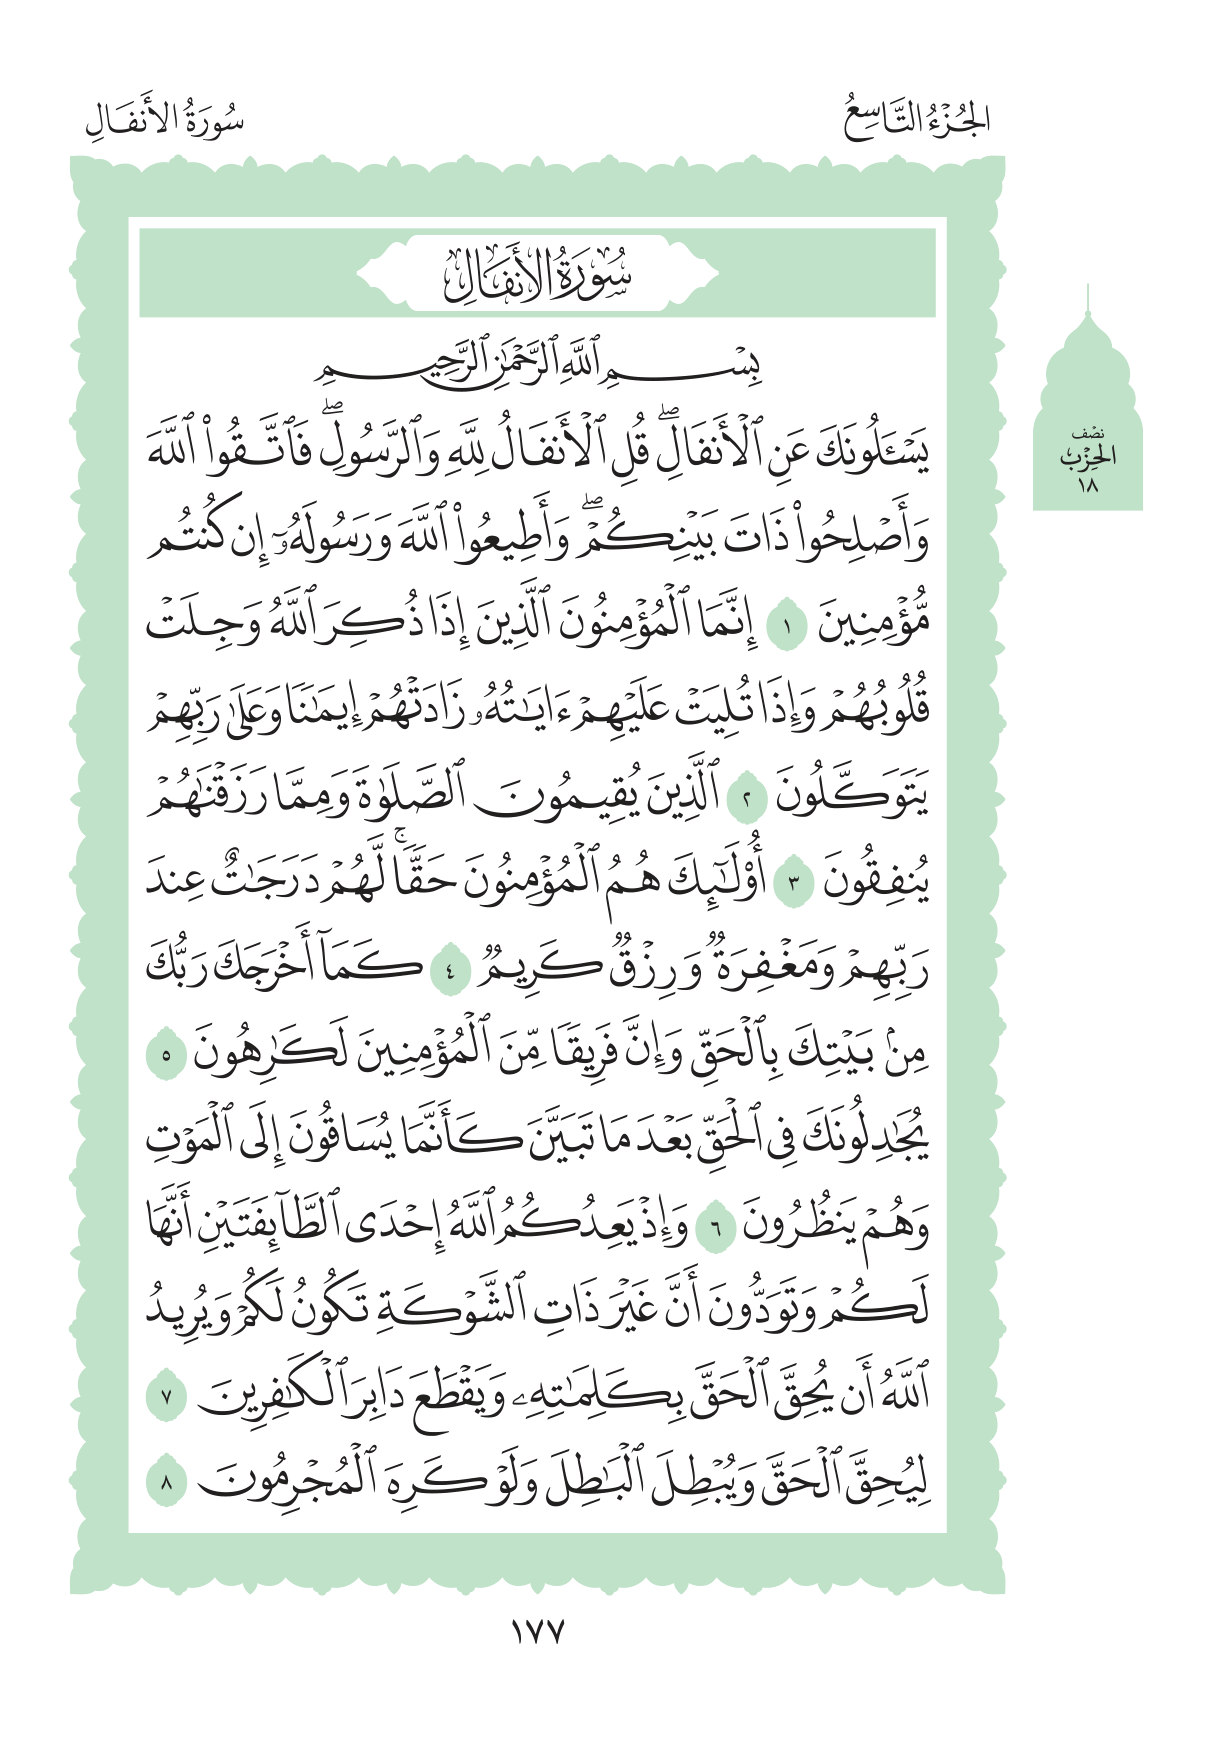 الجُزْءُ التَّاسِعُ
سُورَةُ الأَنفَالِ
سُورَةُ الأَنفَالِ
بِسْمِ ٱللَّهِ ٱلرَّحْمَٰنِ ٱلرَّحِيمِ
يَسْـَٔلُونَكَ عَنِ ٱلْأَنفَالِۖ قُلِ ٱلْأَنفَالُ لِلَّهِ وَٱلرَّسُولِۖ فَٱتَّقُوا۟ ٱللَّهَ
وَأَصْلِحُوا۟ ذَاتَ بَيْنِكُمْۖ وَأَطِيعُوا۟ ٱللَّهَ وَرَسُولَهُۥٓ إِن كُنتُم
مُّؤْمِنِينَ ١ إِنَّمَا ٱلْمُؤْمِنُونَ ٱلَّذِينَ إِذَا ذُكِرَ ٱللَّهُ وَجِلَتْ
قُلُوبُهُمْ وَإِذَا تُلِيَتْ عَلَيْهِمْ ءَايَٰتُهُۥ زَادَتْهُمْ إِيمَٰنًا وَعَلَىٰ رَبِّهِمْ
يَتَوَكَّلُونَ ٢ ٱلَّذِينَ يُقِيمُونَ ٱلصَّلَوٰةَ وَمِمَّا رَزَقْنَٰهُمْ
يُنفِقُونَ ٣ أُو۟لَٰٓئِكَ هُمُ ٱلْمُؤْمِنُونَ حَقًّاۚ لَّهُمْ دَرَجَٰتٌ عِندَ
رَبِّهِمْ وَمَغْفِرَةٌ وَرِزْقٌ كَرِيمٌ ٤ كَمَآ أَخْرَجَكَ رَبُّكَ
مِنۢ بَيْتِكَ بِٱلْحَقِّ وَإِنَّ فَرِيقًا مِّنَ ٱلْمُؤْمِنِينَ لَكَٰرِهُونَ ٥
يُجَٰدِلُونَكَ فِى ٱلْحَقِّ بَعْدَ مَا تَبَيَّنَ كَأَنَّمَا يُسَاقُونَ إِلَى ٱلْمَوْتِ
وَهُمْ يَنظُرُونَ ٦ وَإِذْ يَعِدُكُمُ ٱللَّهُ إِحْدَى ٱلطَّآئِفَتَيْنِ أَنَّهَا
لَكُمْ وَتَوَدُّونَ أَنَّ غَيْرَ ذَاتِ ٱلشَّوْكَةِ تَكُونُ لَكُمْ وَيُرِيدُ
ٱللَّهُ أَن يُحِقَّ ٱلْحَقَّ بِكَلِمَٰتِهِۦ وَيَقْطَعَ دَابِرَ ٱلْكَٰفِرِينَ ٧
لِيُحِقَّ ٱلْحَقَّ وَيُبْطِلَ ٱلْبَٰطِلَ وَلَوْ كَرِهَ ٱلْمُجْرِمُونَ ٨
نصف
الحِزْب
١٨
١٧٧